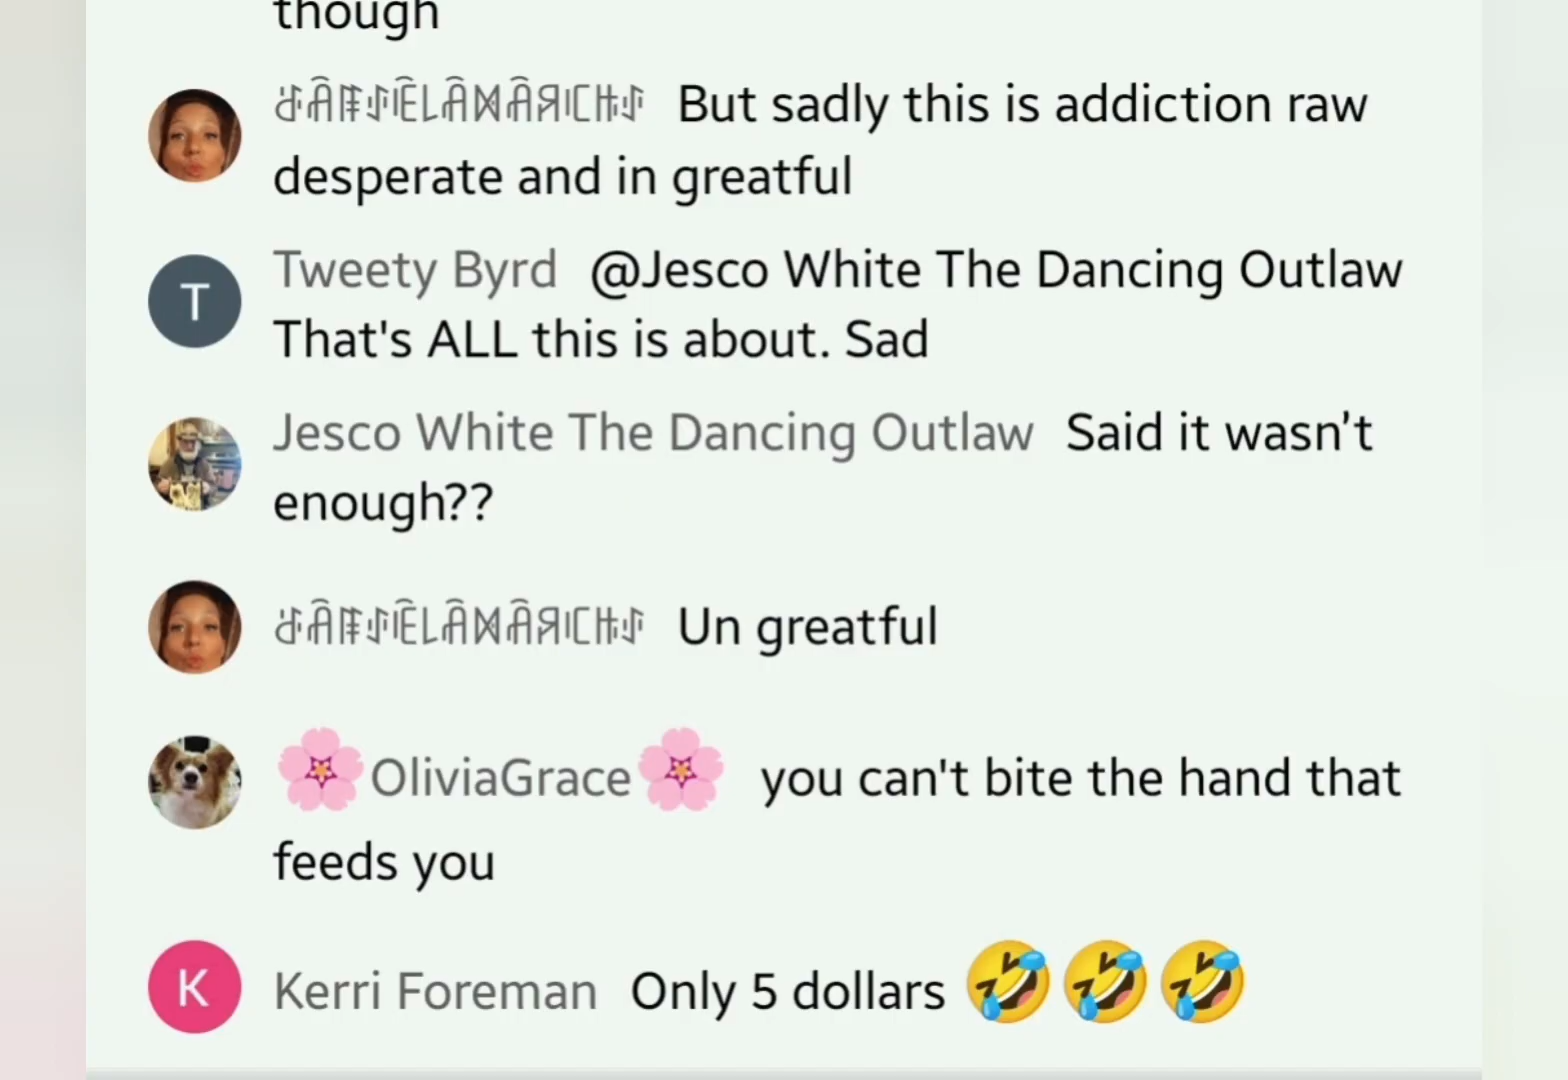 though
But sadly this is addiction raw
desperate and in greatful
T
Tweety Byrd @Jesco White The Dancing Outlaw
That's ALL this is about. Sad
Jesco White The Dancing Outlaw Said it wasn't
enough??
Un greatful
🌸OliviaGrace🌸 you can't bite the hand that
feeds you
K
Kerri Foreman Only 5 dollars 🤣🤣🤣